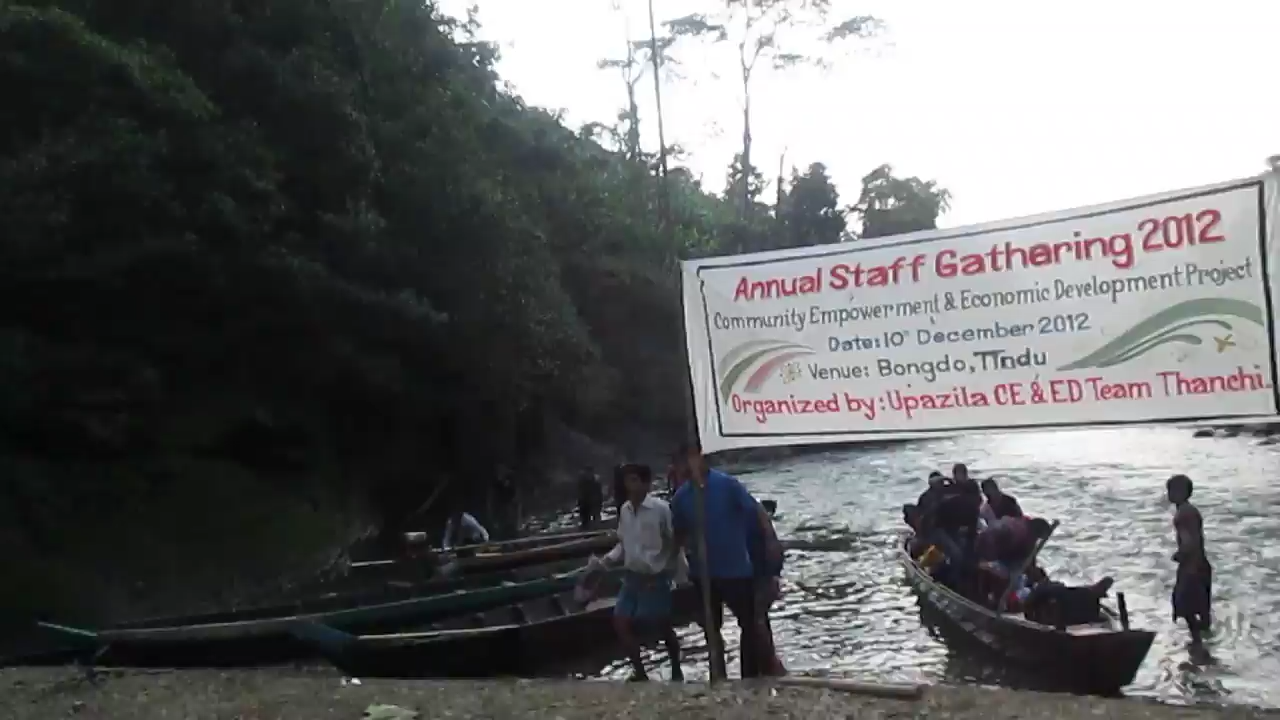 Annual Staff Gathering 2012
Community Empowerment & Economic Development Project
Date: 10th December 2012
Venue: Bongdo, Tindu
Organized by: Upazila CE & ED Team Thanchi.